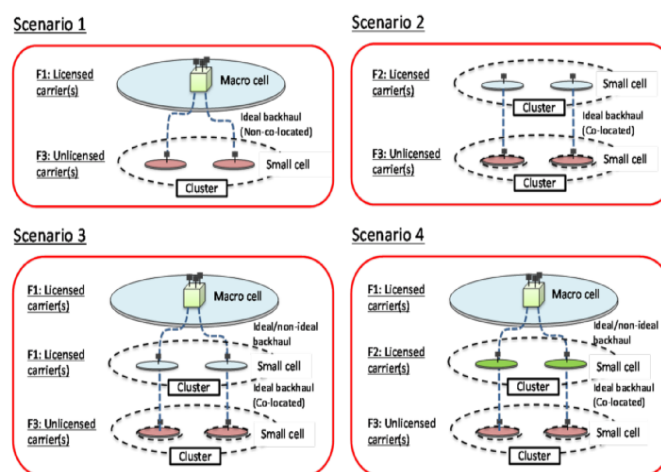 Scenario 1
F1: Licensed
carrier(s)
Macro cell
Ideal backhaul
(Non-co-located)
F3: Unlicensed
carrier(s)
Small cell
Cluster
Scenario 2
F2: Licensed
carrier(s)
Small cell
Cluster
Ideal backhaul
(Co-located)
F3: Unlicensed
carrier(s)
Small cell
Cluster
Scenario 3
F1: Licensed
carrier(s)
Macro cell
Ideal/non-ideal
backhaul
F1: Licensed
carrier(s)
Small cell
Cluster
Ideal backhaul
(Co-located)
F3: Unlicensed
carrier(s)
Small cell
Cluster
Scenario 4
F1: Licensed
carrier(s)
Macro cell
Ideal/non-ideal
backhaul
F2: Licensed
carrier(s)
Small cell
Cluster
Ideal backhaul
(Co-located)
F3: Unlicensed
carrier(s)
Small cell
Cluster